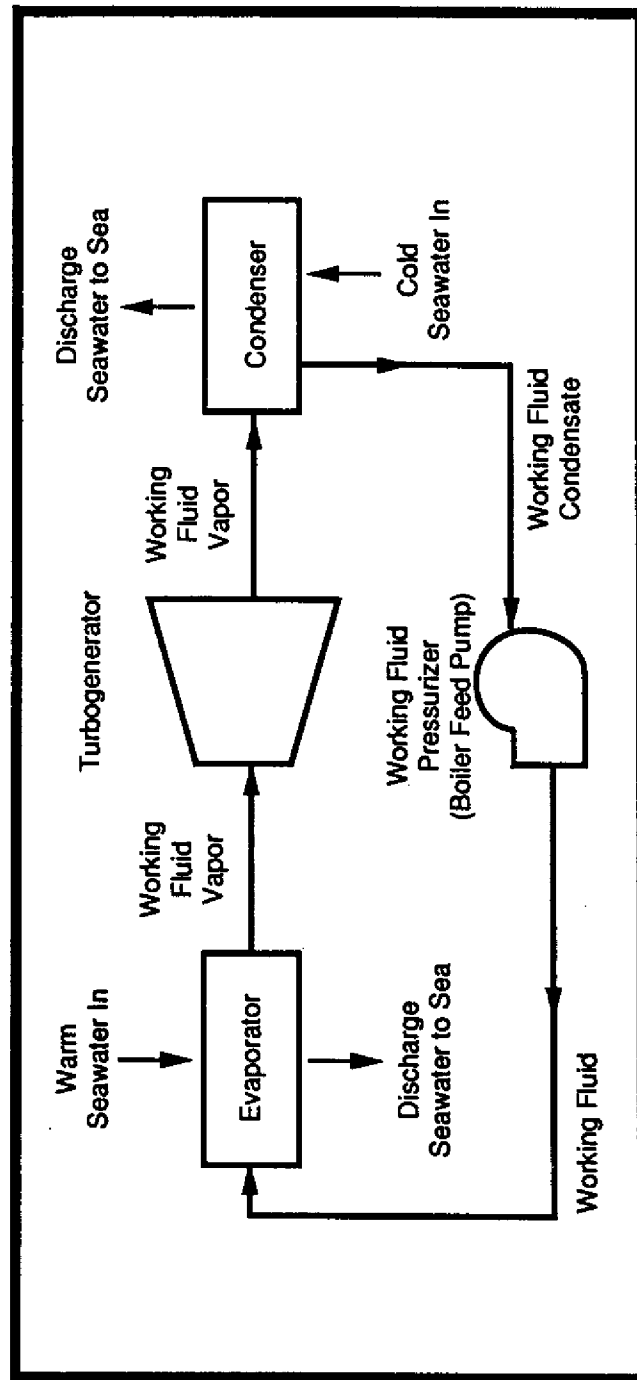 Warm
Seawater In
Evaporator
Discharge
Seawater to Sea
Working
Fluid
Vapor
Turbogenerator
Working
Fluid
Vapor
Discharge
Seawater to Sea
Condenser
Cold
Seawater In
Working Fluid
Condensate
Working Fluid
Pressurizer
(Boiler Feed Pump)
Working Fluid